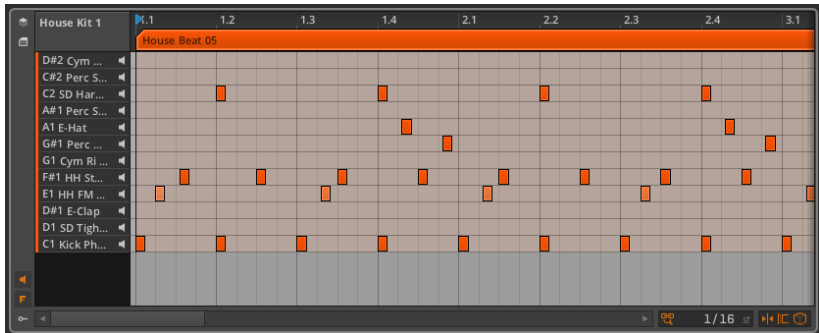 House Kit 1
1.1 1.2 1.3 1.4 2.1 2.2 2.3 2.4 3.1
House Beat 05
D#2 Cym ...
C#2 Perc S...
C2 SD Har...
A#1 Perc S...
A1 E-Hat
G#1 Perc ...
G1 Cym Ri ...
F#1 HH St...
E1 HH FM ...
D#1 E-Clap
D1 SD Tigh...
C1 Kick Ph...
F
CHD 1/16